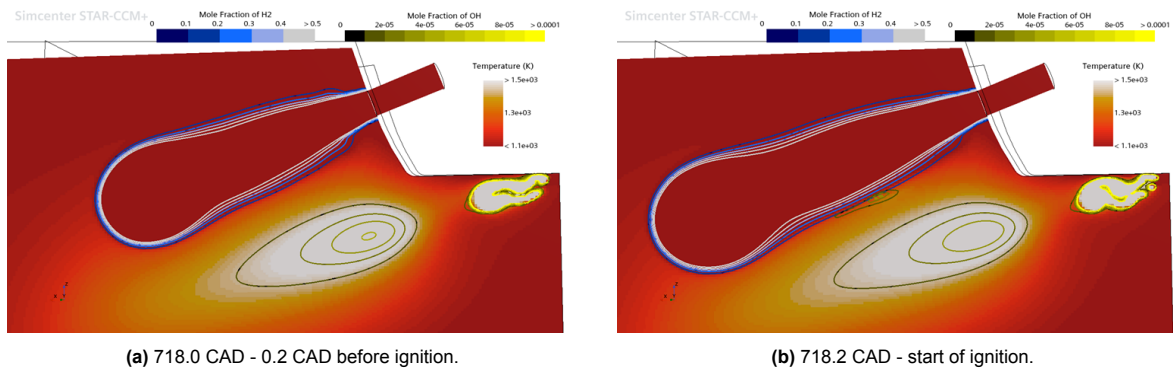 Simcenter STAR-CCM+
Mole Fraction of H2
0 0.1 0.2 0.3 0.4 > 0.5
Mole Fraction of OH
0 2e-05 4e-05 6e-05 8e-05 > 0.0001
Temperature (K)
> 1.5e+03
1.3e+03
< 1.1e+03
(a) 718.0 CAD - 0.2 CAD before ignition.
Simcenter STAR-CCM+
Mole Fraction of H2
0 0.1 0.2 0.3 0.4 > 0.5
Mole Fraction of OH
0 2e-05 4e-05 6e-05 8e-05 > 0.0001
Temperature (K)
> 1.5e+03
1.3e+03
< 1.1e+03
(b) 718.2 CAD - start of ignition.